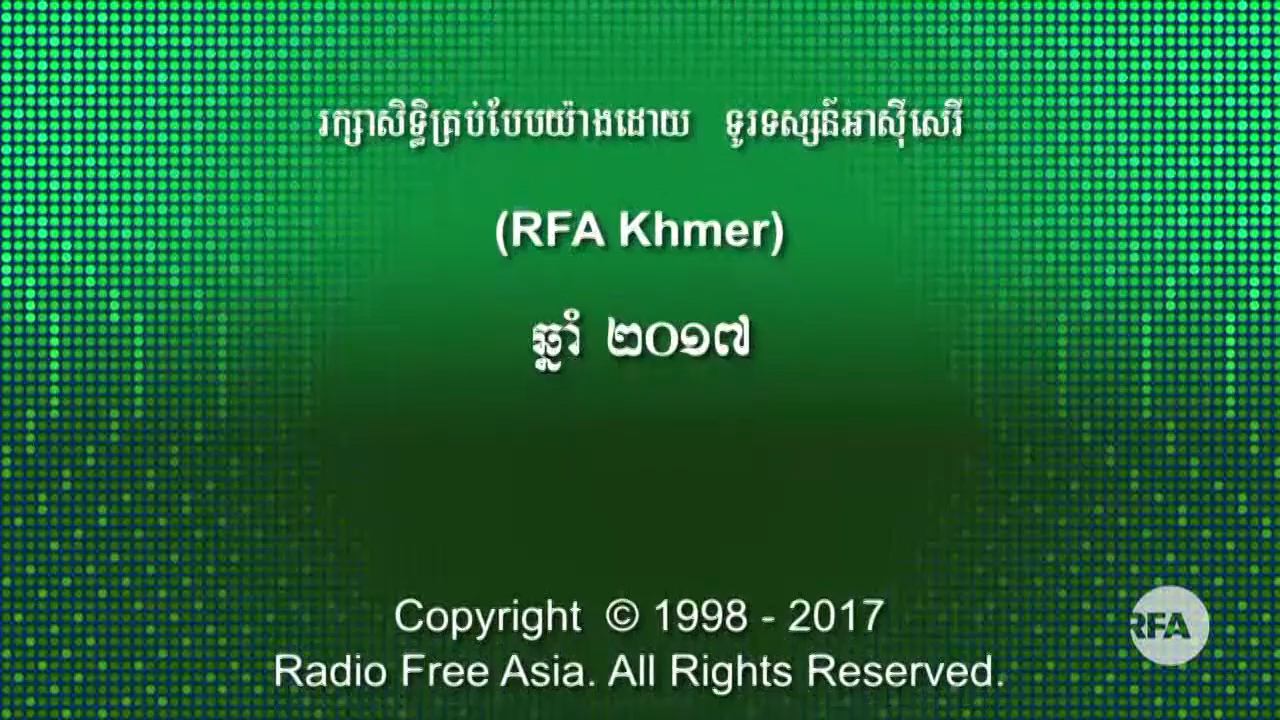 រក្សាសិទ្ធិគ្រប់បែបយ៉ាងដោយ ទូរទស្សន៍អាស៊ីសេរី
(RFA Khmer)
ឆ្នាំ ២០១៧
Copyright © 1998 - 2017
Radio Free Asia. All Rights Reserved.
RFA